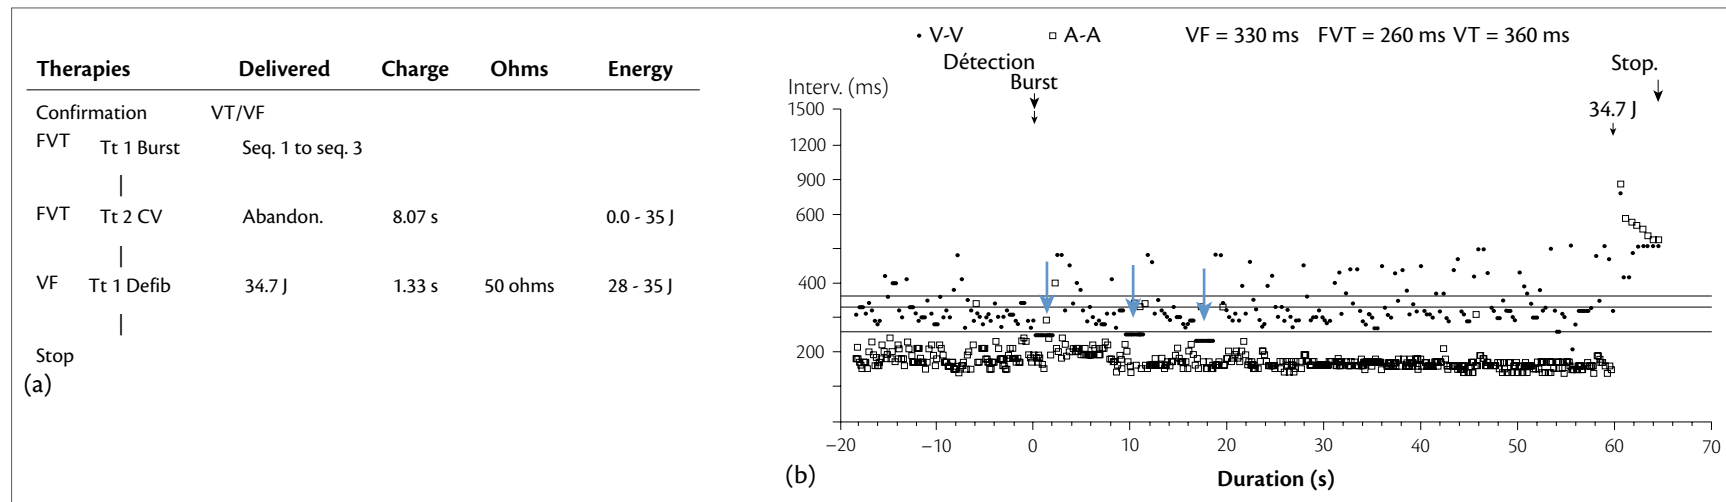 Therapies Delivered Charge Ohms Energy
Confirmation VT/VF
FVT Tt 1 Burst Seq. 1 to seq. 3
FVT Tt 2 CV Abandon. 8.07 s 0.0 - 35 J
VF Tt 1 Defib 34.7 J 1.33 s 50 ohms 28 - 35 J
Stop
(a)
V-V A-A VF = 330 ms FVT = 260 ms VT = 360 ms
Détection
Burst
Stop.
Interv. (ms)
34.7 J
1500
1200
900
600
400
200
−20 −10 0 10 20 30 40 50 60 70
(b)
Duration (s)